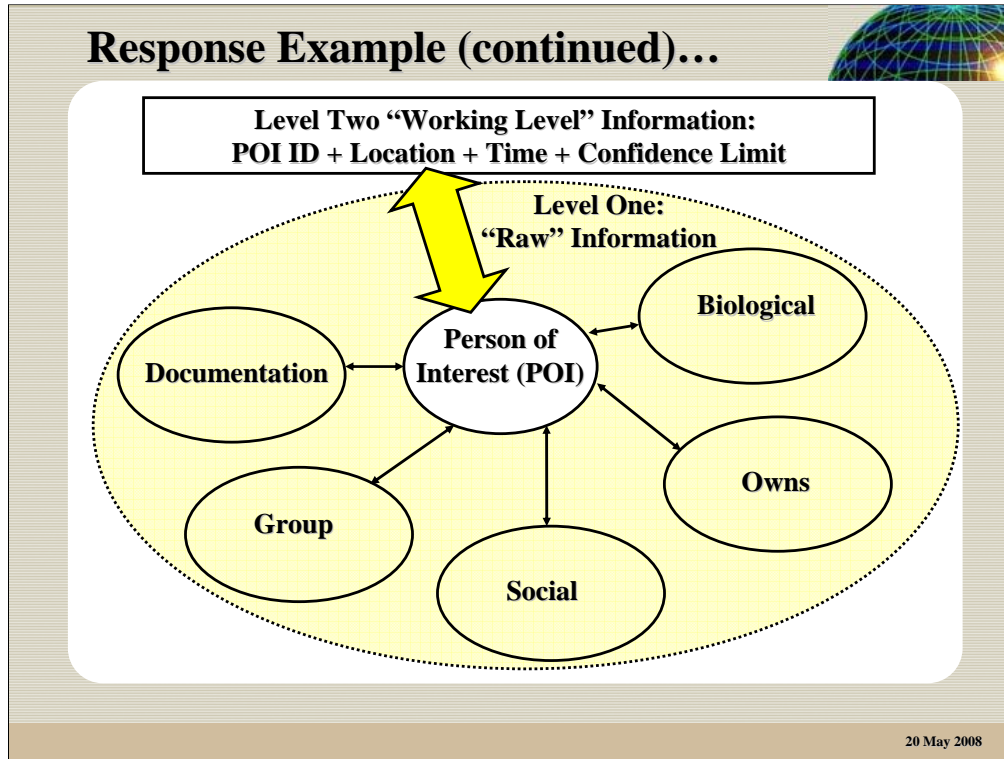 Response Example (continued)…
Level Two “Working Level” Information:
POI ID + Location + Time + Confidence Limit
Level One:
“Raw” Information
Biological
Person of
Interest (POI)
Documentation
Owns
Group
Social
20 May 2008